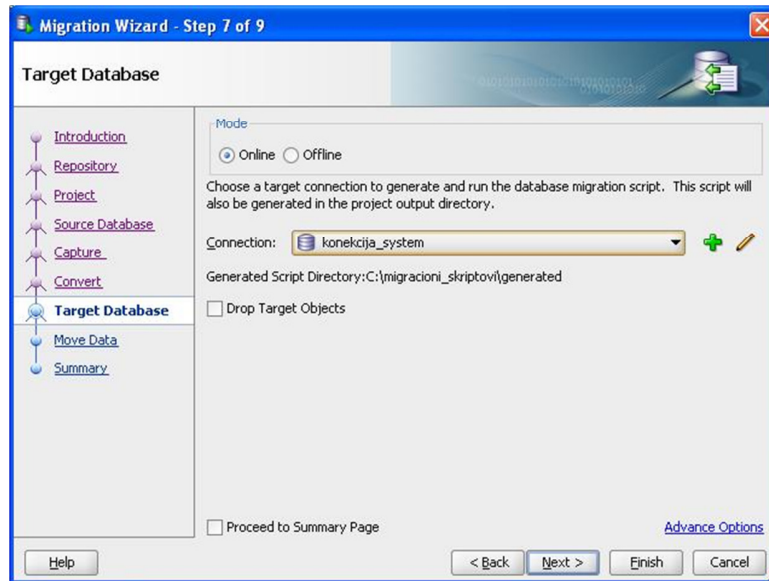 Migration Wizard - Step 7 of 9
Target Database
Introduction
Repository
Project
Source Database
Capture
Convert
Target Database
Move Data
Summary
Mode
Online Offline
Choose a target connection to generate and run the database migration script. This script will
also be generated in the project output directory.
Connection: konekcija_system
Generated Script Directory:C:\migracioni_skriptovi\generated
Drop Target Objects
Proceed to Summary Page Advance Options
Help < Back Next > Finish Cancel